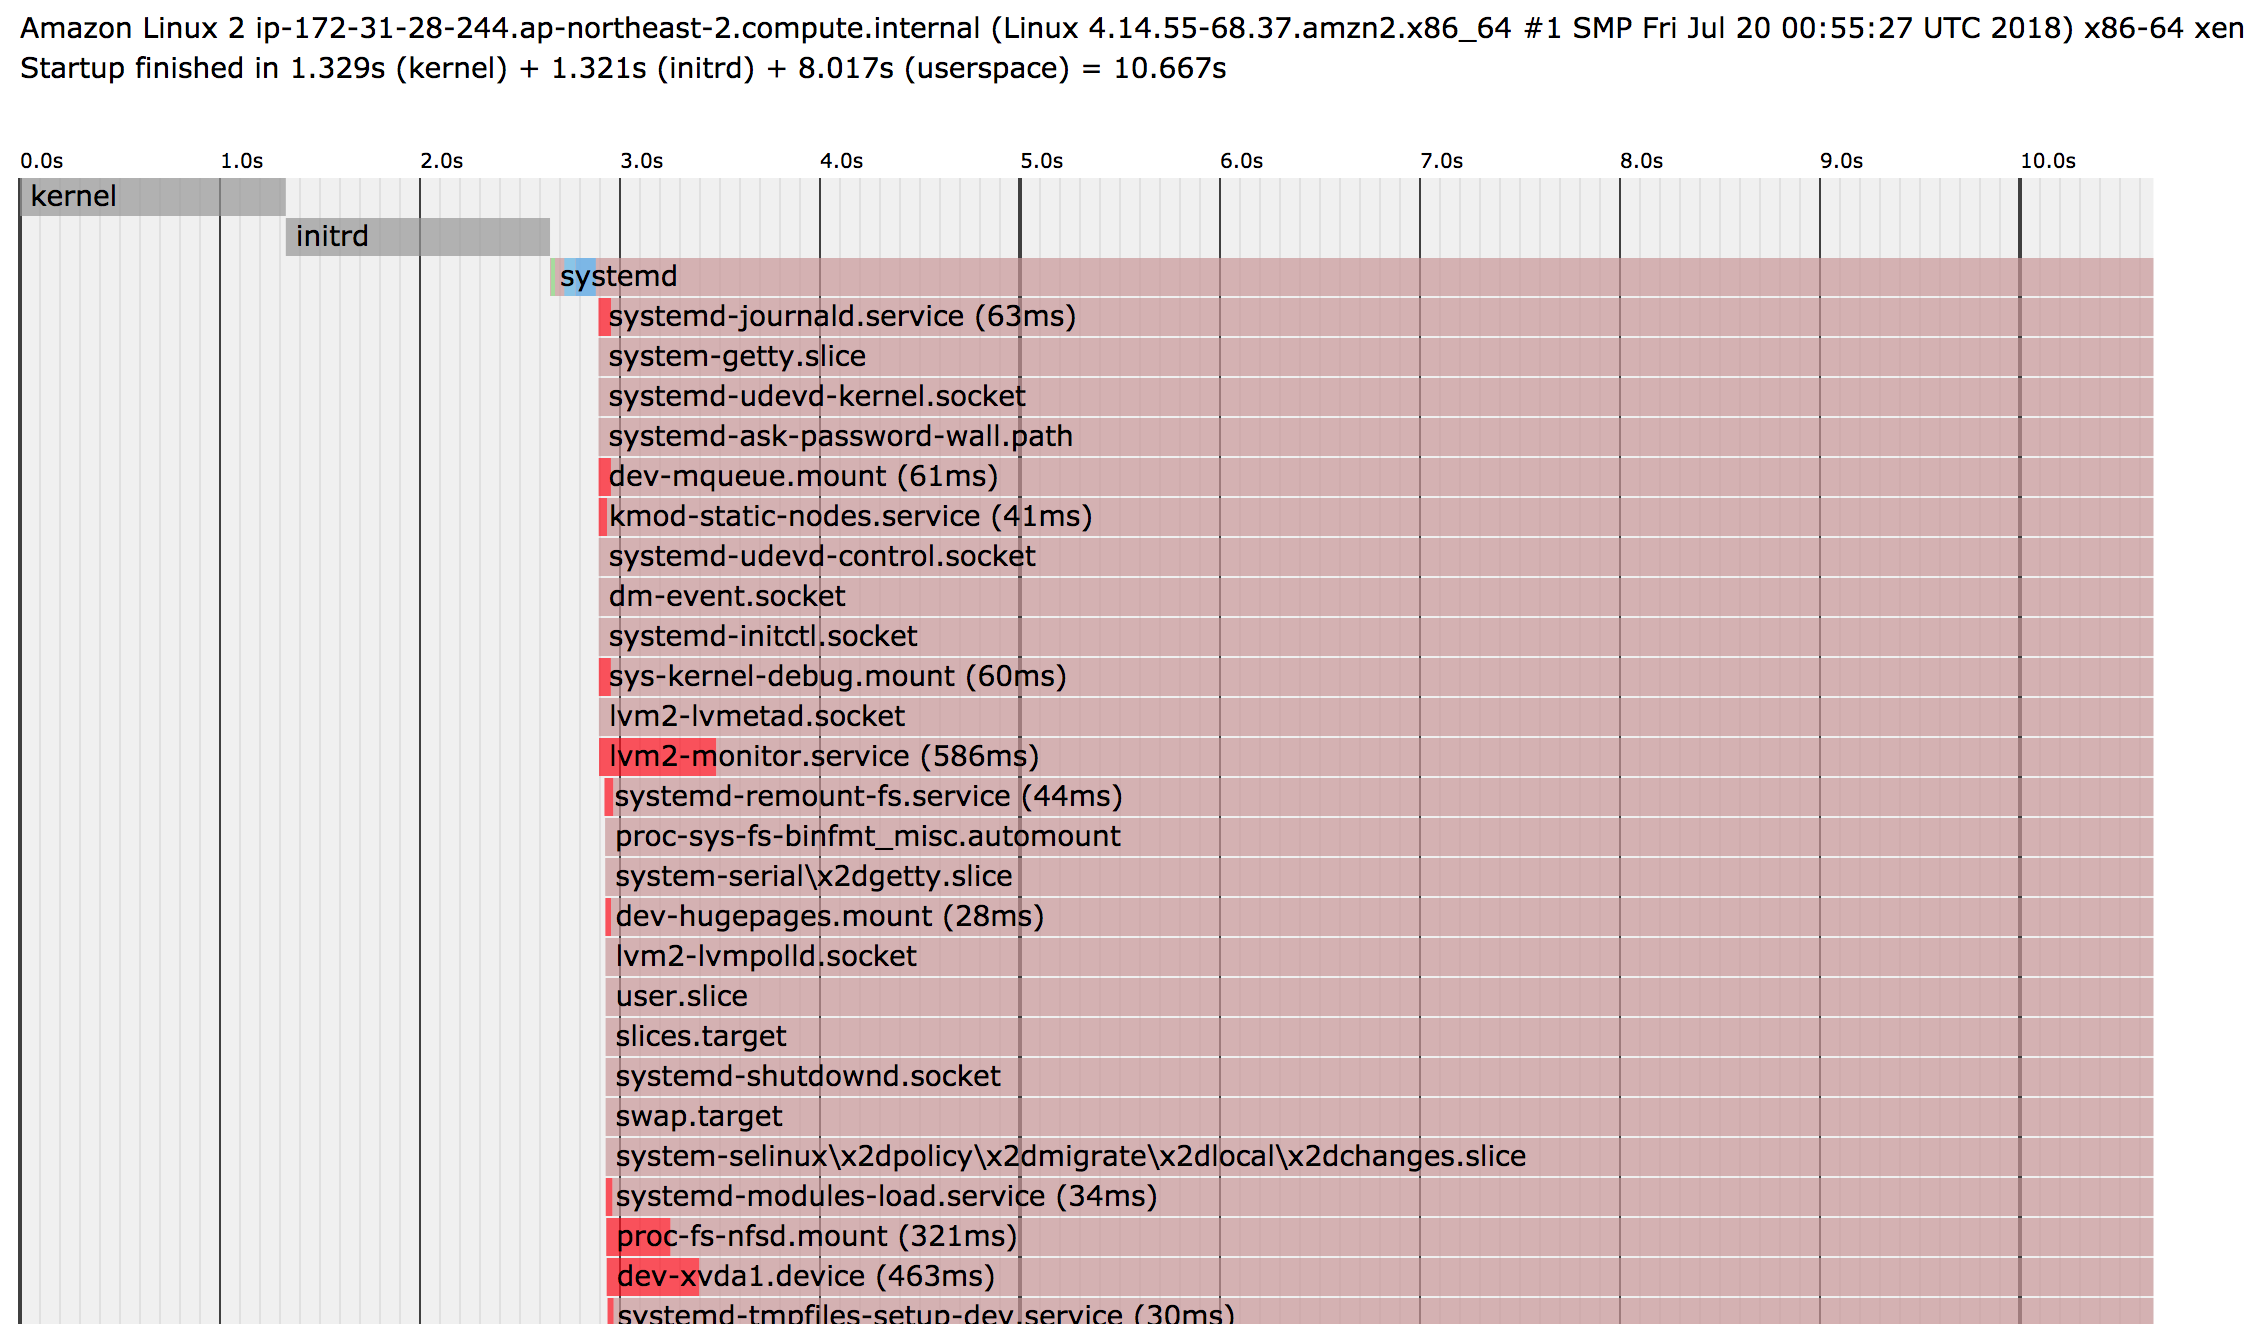 Amazon Linux 2 ip-172-31-28-244.ap-northeast-2.compute.internal (Linux 4.14.55-68.37.amzn2.x86_64 #1 SMP Fri Jul 20 00:55:27 UTC 2018) x86-64 xen
Startup finished in 1.329s (kernel) + 1.321s (initrd) + 8.017s (userspace) = 10.667s
0.0s 1.0s 2.0s 3.0s 4.0s 5.0s 6.0s 7.0s 8.0s 9.0s 10.0s
kernel
initrd
systemd
systemd-journald.service (63ms)
system-getty.slice
systemd-udevd-kernel.socket
systemd-ask-password-wall.path
dev-mqueue.mount (61ms)
kmod-static-nodes.service (41ms)
systemd-udevd-control.socket
dm-event.socket
systemd-initctl.socket
sys-kernel-debug.mount (60ms)
lvm2-lvmetad.socket
lvm2-monitor.service (586ms)
systemd-remount-fs.service (44ms)
proc-sys-fs-binfmt_misc.automount
system-serial\x2dgetty.slice
dev-hugepages.mount (28ms)
lvm2-lvmpolld.socket
user.slice
slices.target
systemd-shutdownd.socket
swap.target
system-selinux\x2dpolicy\x2dmigrate\x2dlocal\x2dchanges.slice
systemd-modules-load.service (34ms)
proc-fs-nfsd.mount (321ms)
dev-xvda1.device (463ms)
systemd-tmpfiles-setup-dev.service (30ms)